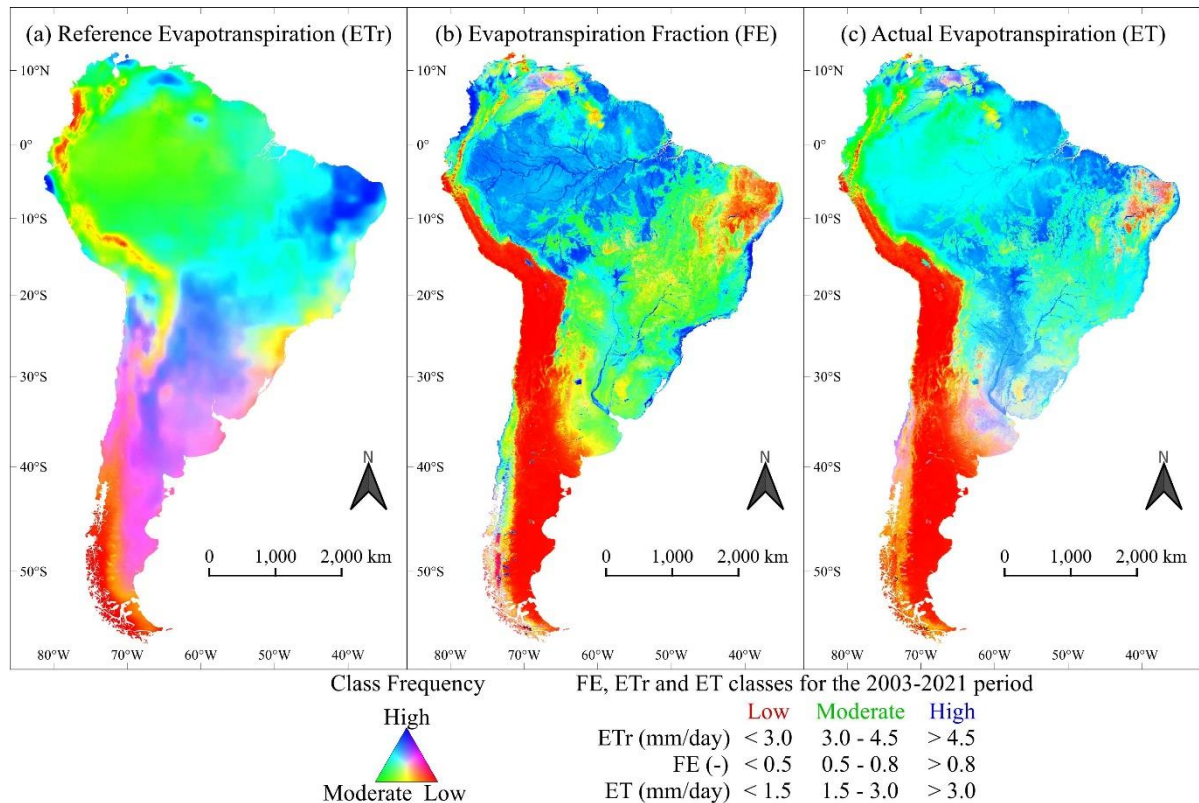 (a) Reference Evapotranspiration (ETr)
(b) Evapotranspiration Fraction (FE)
(c) Actual Evapotranspiration (ET)
10°N
0°
10°S
20°S
30°S
40°S
50°S
10°N
0°
10°S
20°S
30°S
40°S
50°S
10°N
0°
10°S
20°S
30°S
40°S
50°S
N
N
N
0 1,000 2,000 km
0 1,000 2,000 km
0 1,000 2,000 km
80°W 70°W 60°W 50°W 40°W
80°W 70°W 60°W 50°W 40°W
80°W 70°W 60°W 50°W 40°W
Class Frequency
High
Moderate Low
FE, ETr and ET classes for the 2003-2021 period
Low Moderate High
ETr (mm/day) < 3.0 3.0 - 4.5 > 4.5
FE (-) < 0.5 0.5 - 0.8 > 0.8
ET (mm/day) < 1.5 1.5 - 3.0 > 3.0